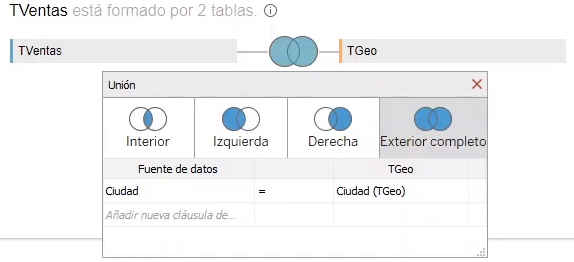 TVentas está formado por 2 tablas.
TVentas TGeo
Unión
Interior Izquierda Derecha Exterior completo
Fuente de datos TGeo
Ciudad = Ciudad (TGeo)
Añadir nueva cláusula de...